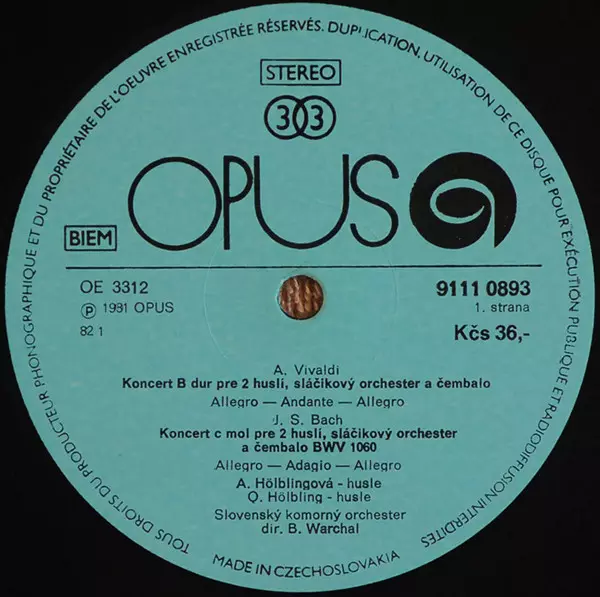 TOUS DROITS DU PRODUCTEUR PHONOGRAPHIQUE ET DU PROPRIÉTAIRE DE L'OEUVRE ENREGISTRÉE RÉSERVÉS. DUPLICATION, UTILISATION DE CE DISQUE POUR EXÉCUTION PUBLIQUE ET RADIODIFFUSION INTERDITES
STEREO
33
OPUS
BIEM
OE 3312
9111 0893
℗ 1991 OPUS
1. strana
82 1
Kčs 36,-
A. Vivaldi
Koncert B dur pre 2 huslí, sláčikový orchester a čembalo
Allegro — Andante — Allegro
J. S. Bach
Koncert c mol pre 2 huslí, sláčikový orchester
a čembalo BWV 1060
Allegro - Adagio - Allegro
A. Hölblingová - husle
Q. Hölbling - husle
Slovenský komorný orchester
dir. B. Warchal
MADE IN CZECHOSLOVAKIA